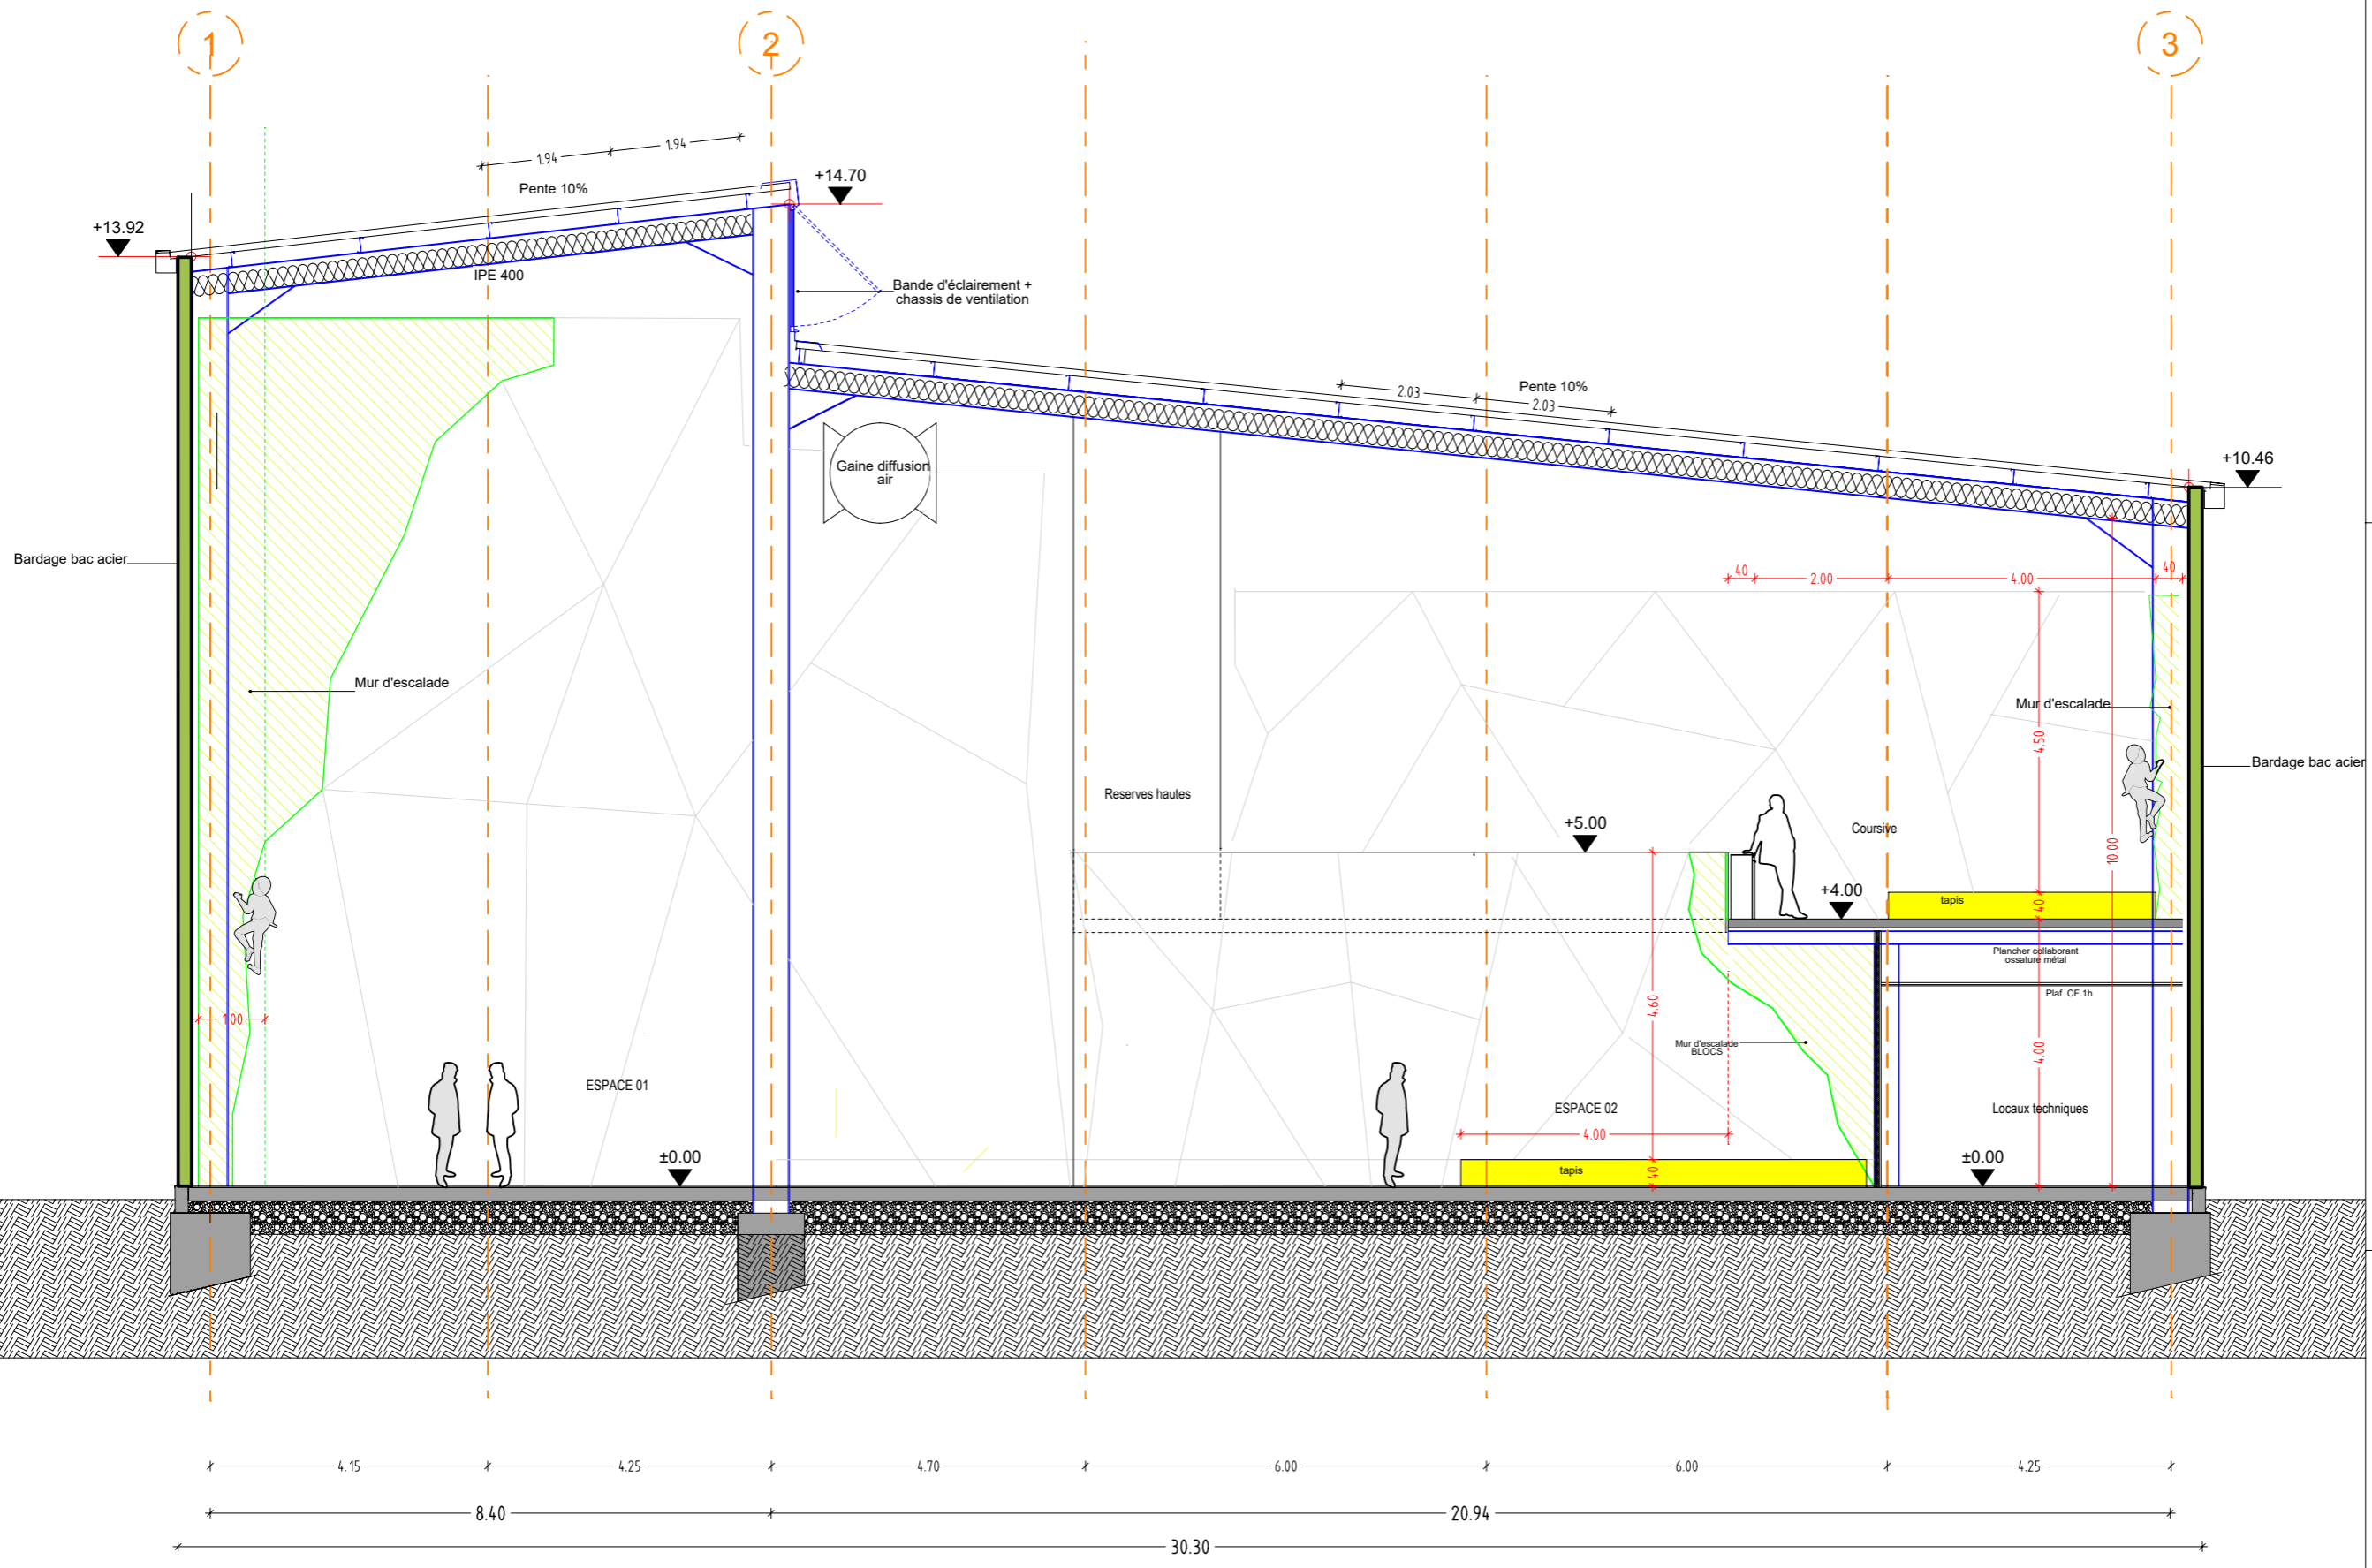 1
2
3
1.94
1.94
Pente 10%
+14.70
+13.92
IPE 400
Bande d'éclairement +
chassis de ventilation
2.03
2.03
Pente 10%
+10.46
Gaine diffusion
air
Bardage bac acier
40
2.00
4.00
40
Mur d'escalade
Mur d'escalade
4.50
Bardage bac acier
Reserves hautes
+5.00
Coursive
10.00
+4.00
tapis
40
Plancher collaborant
ossature métal
Plaf. CF 1h
4.60
1.00
Mur d'escalade
BLOCS
4.00
ESPACE 01
ESPACE 02
Locaux techniques
4.00
±0.00
±0.00
tapis
40
4.15
4.25
4.70
6.00
6.00
4.25
8.40
20.94
30.30